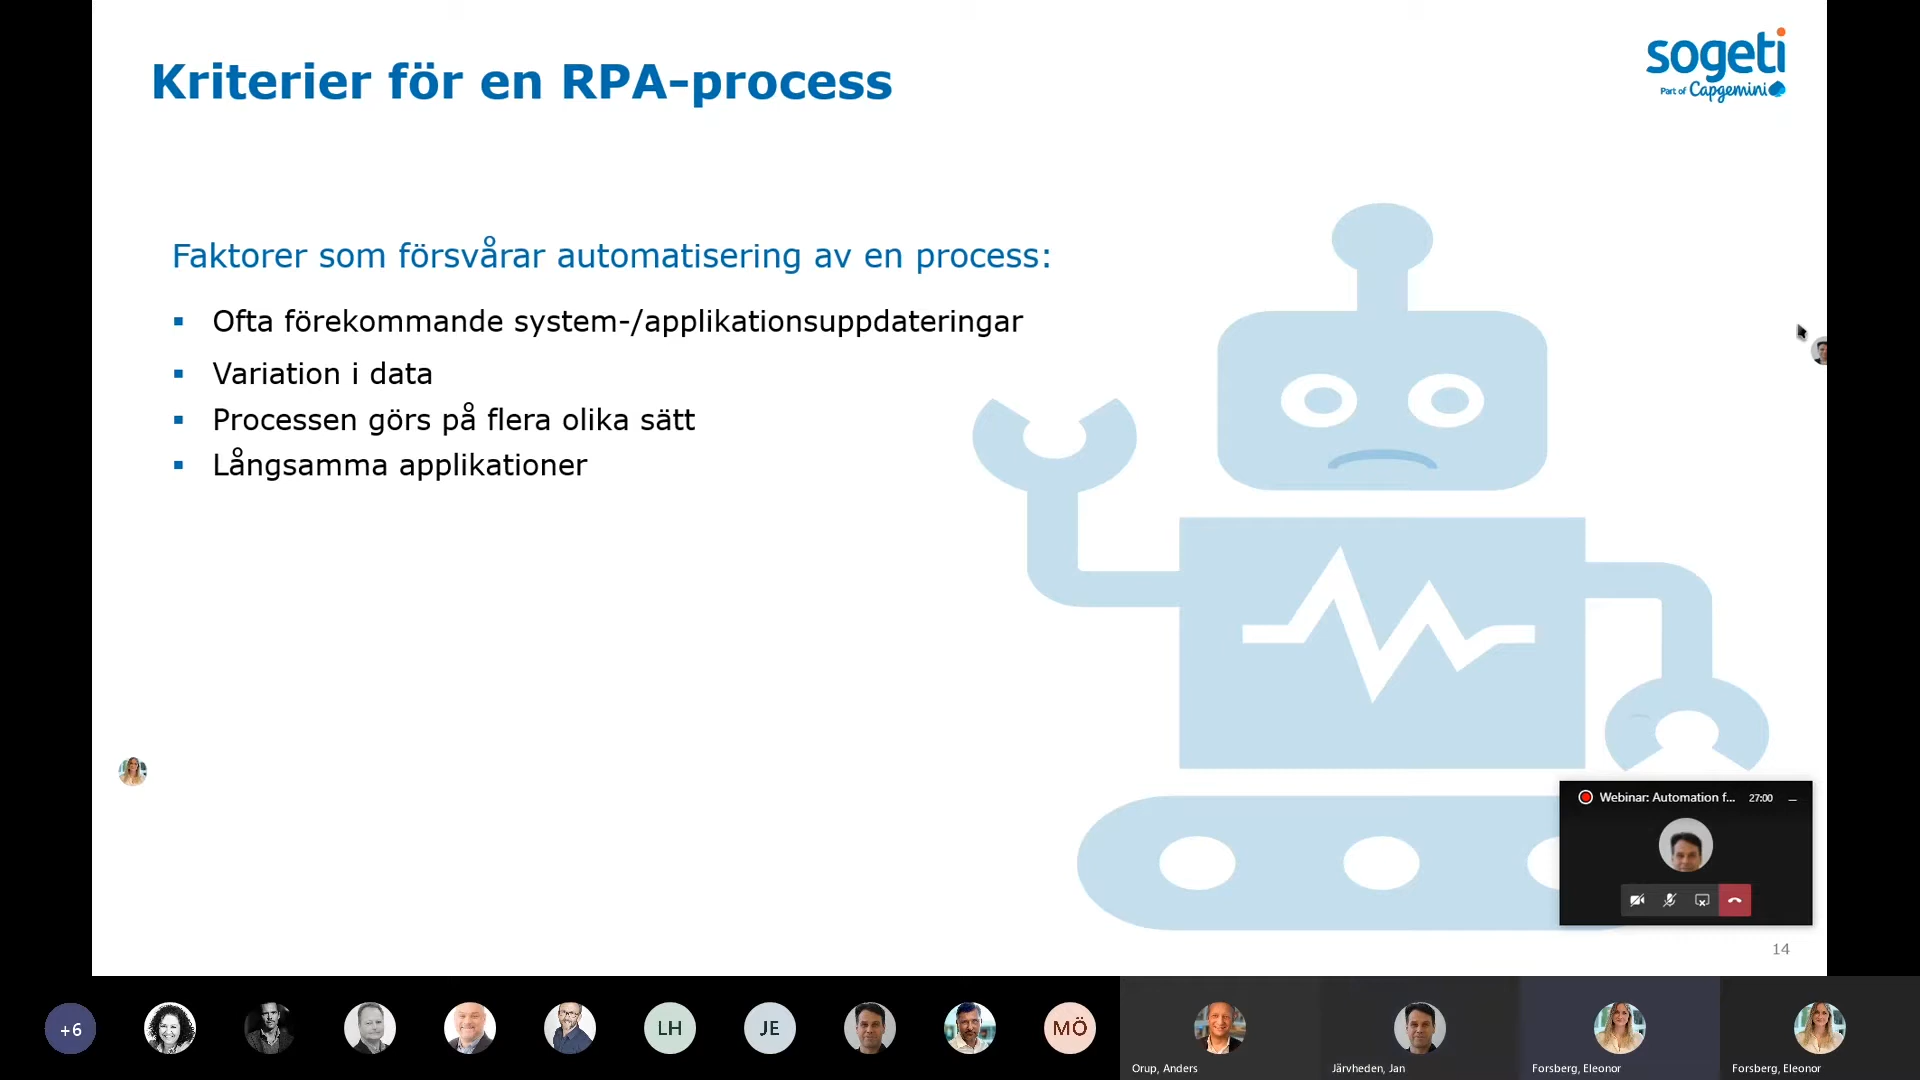 Kriterier för en RPA-process
sogeti
Part of Capgemini
Faktorer som försvårar automatisering av en process:
Ofta förekommande system-/applikationsuppdateringar
Variation i data
Processen görs på flera olika sätt
Långsamma applikationer
Webinar: Automation f... 27:00
14
+6
LH
JE
MÖ
Orup, Anders
Järvheden, Jan
Forsberg, Eleonor
Forsberg, Eleonor